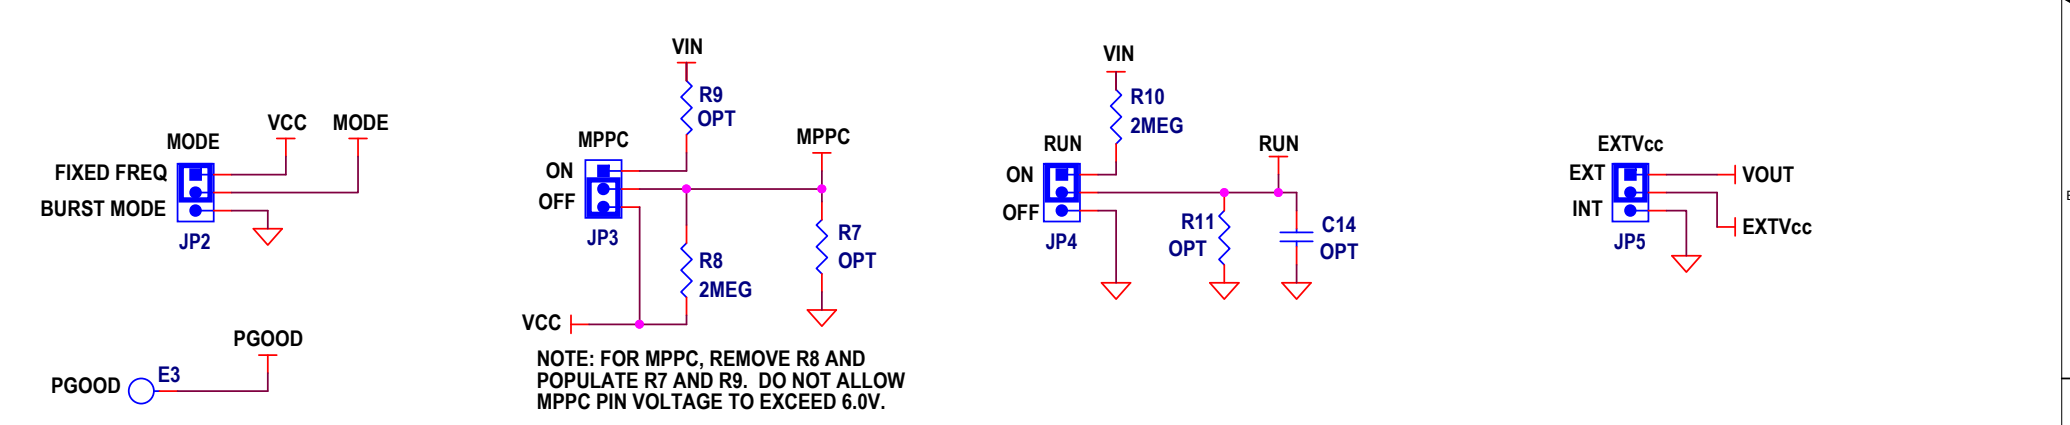 MODE
VCC
MODE
FIXED FREQ
BURST MODE
JP2
PGOOD
PGOOD
E3
VIN
R9
OPT
MPPC
MPPC
ON
OFF
JP3
R8
2MEG
R7
OPT
VCC
NOTE: FOR MPPC, REMOVE R8 AND
POPULATE R7 AND R9. DO NOT ALLOW
MPPC PIN VOLTAGE TO EXCEED 6.0V.
VIN
R10
2MEG
RUN
RUN
ON
OFF
JP4
R11
OPT
C14
OPT
EXTVcc
EXT
INT
VOUT
EXTVcc
JP5